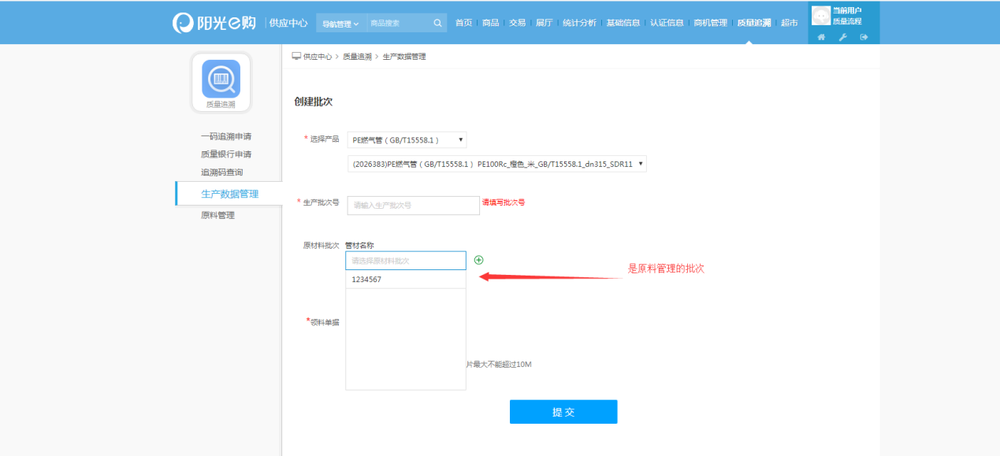 阳光e购 供应中心 导航管理 商品搜索 首页 商品 交易 展厅 统计分析 基础信息 认证信息 商机管理 质量追溯 超市
当前用户
质量流程
供应中心 > 质量追溯 > 生产数据管理
质量追溯
一码追溯申请
质量银行申请
追溯码查询
生产数据管理
原料管理
创建批次
* 选择产品 PE燃气管（GB/T15558.1）
(2026383)PE燃气管（GB/T15558.1） PE100Rc_橙色_米_GB/T15558.1_dn315_SDR11
* 生产批次号 请输入生产批次号 请填写批次号
原材料批次 管材名称
请选择原材料批次
1234567
是原料管理的批次
*领料单据
片最大不能超过10M
提交